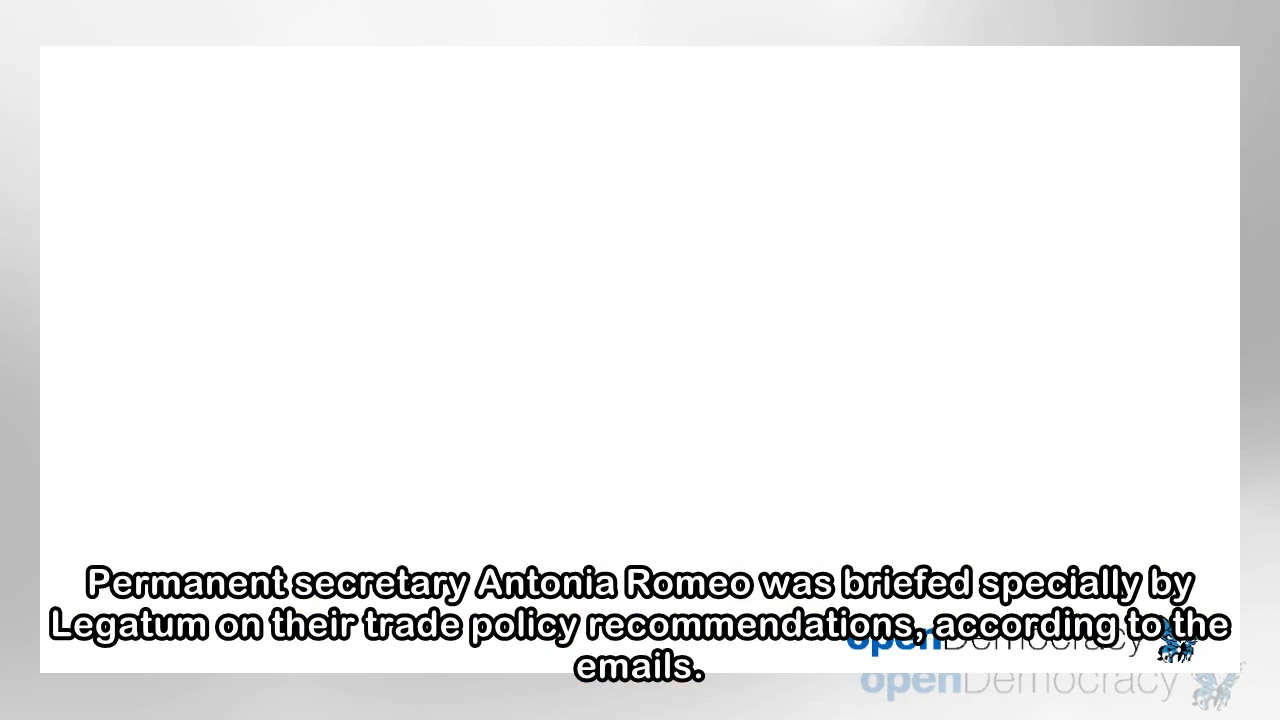 Permanent secretary Antonia Romeo was briefed specially by
Legatum on their trade policy recommendations, according to the
emails.
openDemocracy
openDemocracy